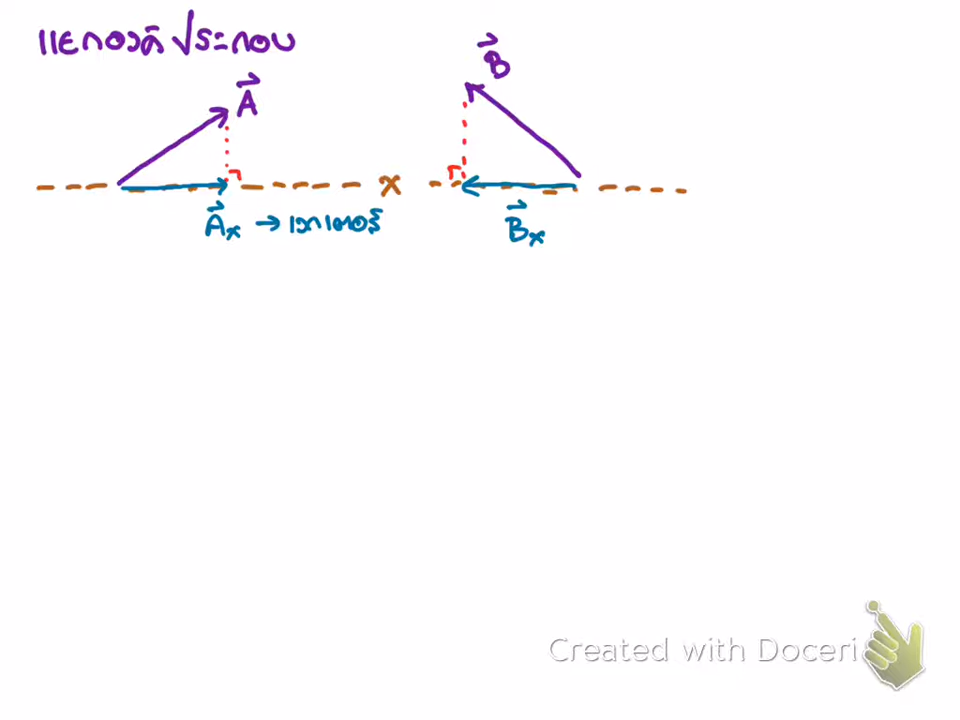 แยกองค์ประกอบ
A
B
x
Aₓ → เวกเตอร์
Bₓ
Created with Doceri